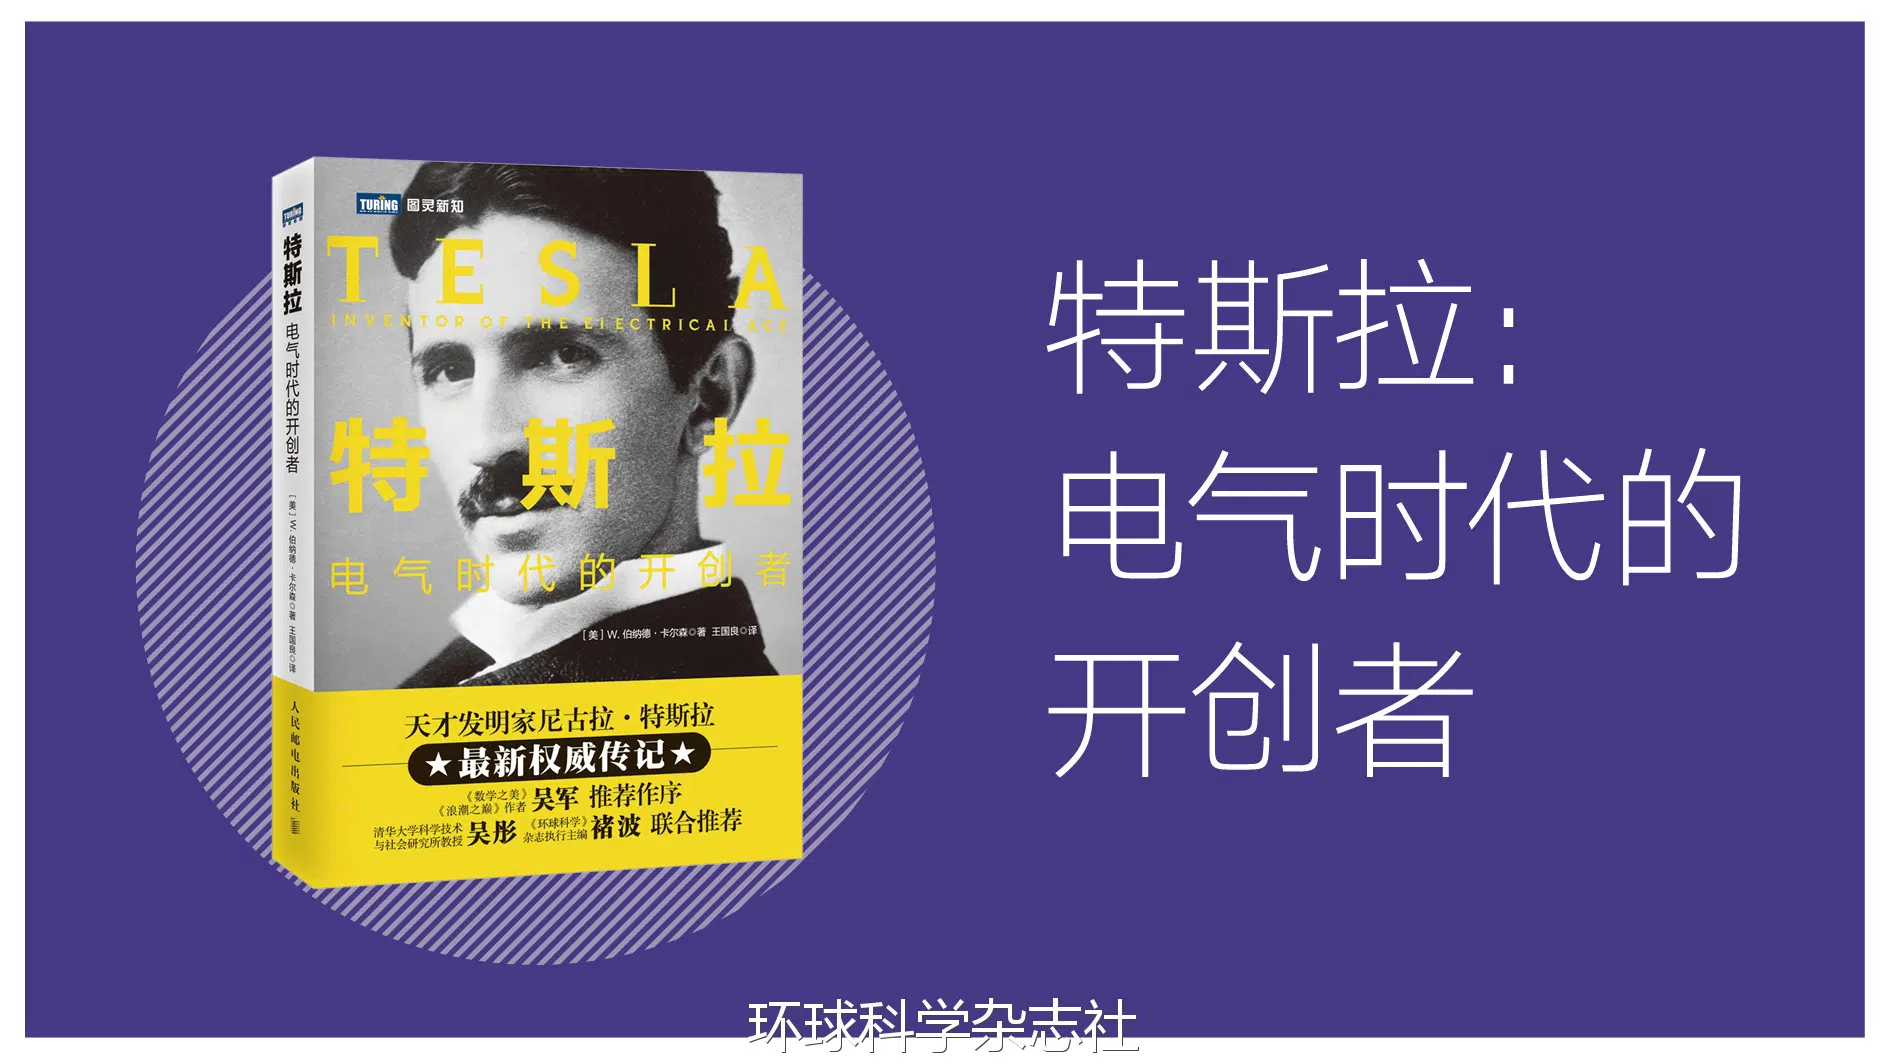 TURING 图灵新知
TESLA
INVENTOR OF THE ELECTRICAL AGE
特斯拉
电气时代的开创者
[美] W. 伯纳德·卡尔森◎著 王国良◎译
天才发明家尼古拉·特斯拉
★最新权威传记★
《数学之美》
《浪潮之巅》作者 吴军 推荐作序
清华大学科学技术
与社会研究所教授 吴彤 《环球科学》
杂志执行主编 褚波 联合推荐
TURING
特斯拉 电气时代的开创者 [美] W. 伯纳德·卡尔森◎著 王国良◎译 人民邮电出版社
特斯拉:
电气时代的
开创者
环球科学杂志社